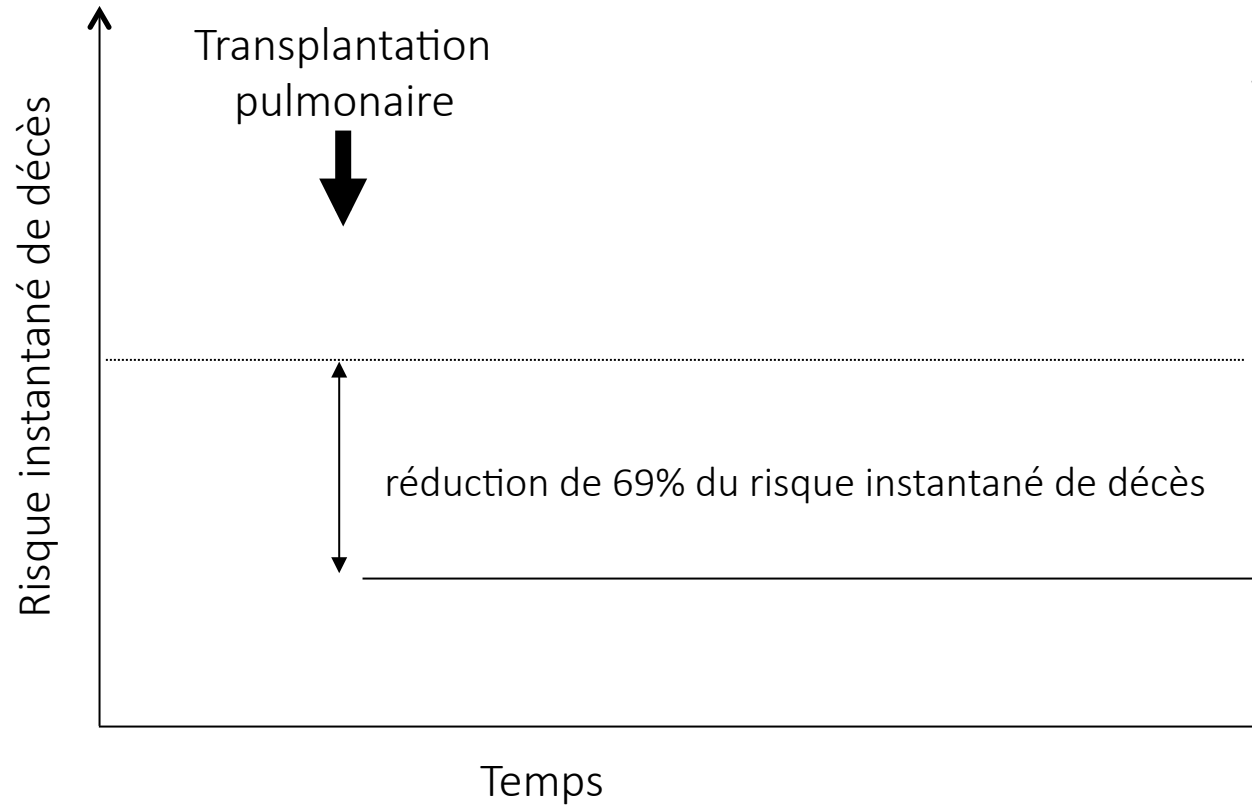 Transplantation
pulmonaire
Risque instantané de décès
réduction de 69% du risque instantané de décès
Temps